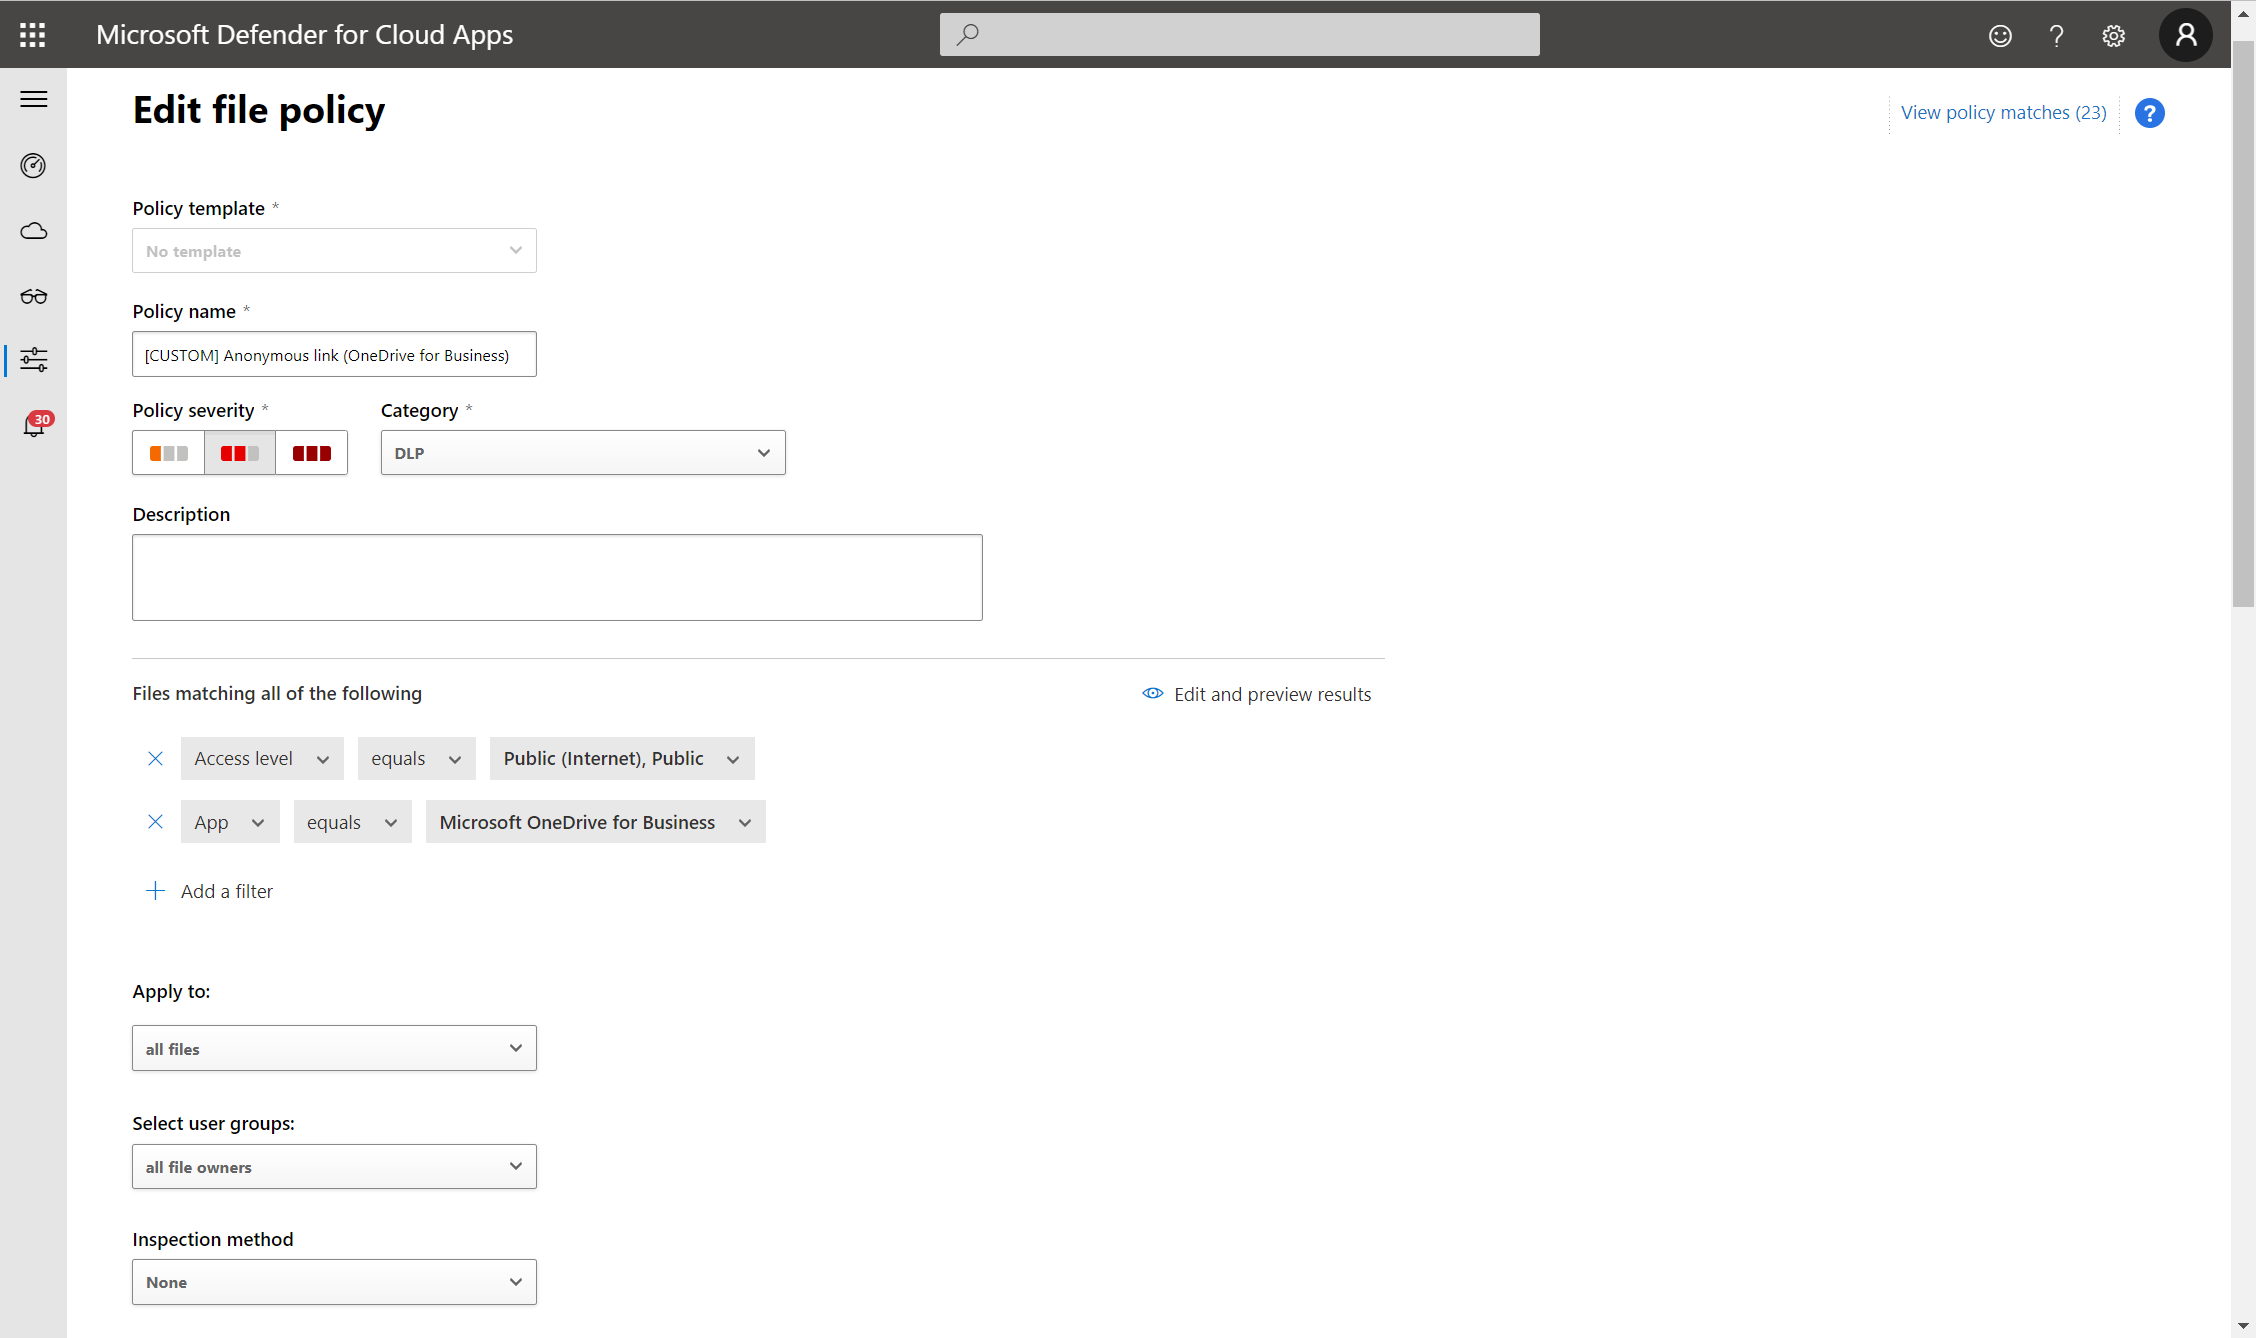 Microsoft Defender for Cloud Apps
Edit file policy
View policy matches (23)
?
Policy template *
No template
Policy name *
[CUSTOM] Anonymous link (OneDrive for Business)
30
Policy severity * Category *
DLP
Description
Files matching all of the following
Edit and preview results
Access level equals Public (Internet), Public
App equals Microsoft OneDrive for Business
Add a filter
Apply to:
all files
Select user groups:
all file owners
Inspection method
None